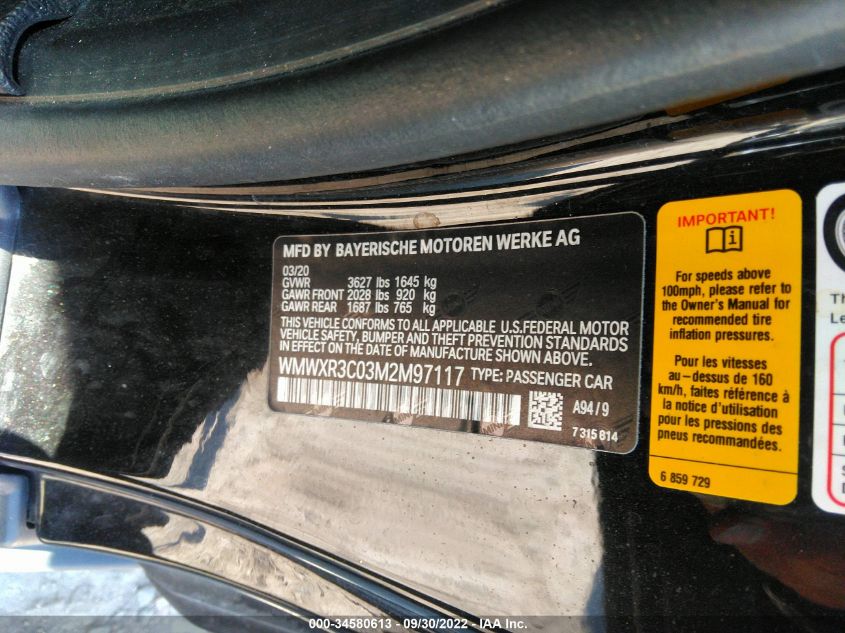 MFD BY BAYERISCHE MOTOREN WERKE AG
03/20
GVWR 3627 lbs 1645 kg
GAWR FRONT 2028 lbs 920 kg
GAWR REAR 1687 lbs 765 kg
THIS VEHICLE CONFORMS TO ALL APPLICABLE U.S.FEDERAL MOTOR
VEHICLE SAFETY, BUMPER AND THEFT PREVENTION STANDARDS
IN EFFECT ON THE DATE OF MANUFACTURE SHOWN ABOVE.
WMWXR3C03M2M97117 TYPE: PASSENGER CAR
A94 / 9
7 315 814
IMPORTANT!
For speeds above
100mph, please refer to
the Owner's Manual for
recommended tire
inflation pressures.
Pour les vitesses
au-dessus de 160
km/h, faites référence à
la notice d'utilisation
pour les pressions des
pneus recommandées.
6 859 729
000-34580613 - 09/30/2022 - IAA Inc.